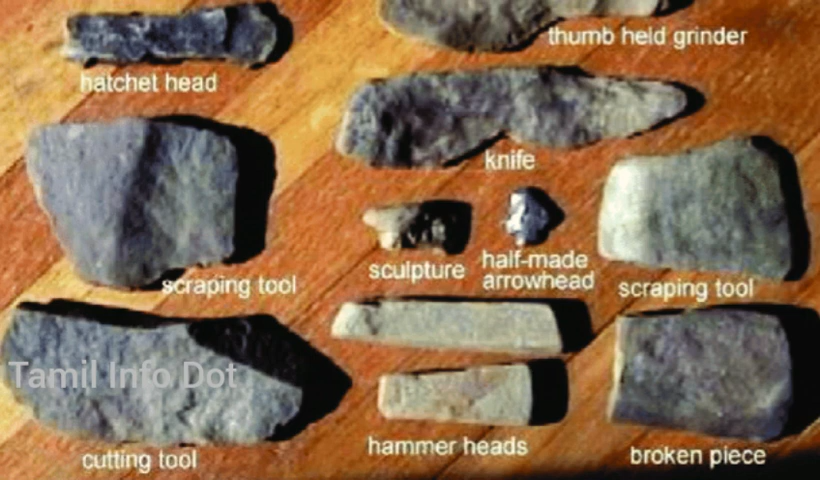 thumb held grinder
hatchet head
knife
sculpture
half-made
arrowhead
scraping tool
scraping tool
Tamil Info Dot
hammer heads
cutting tool
broken piece